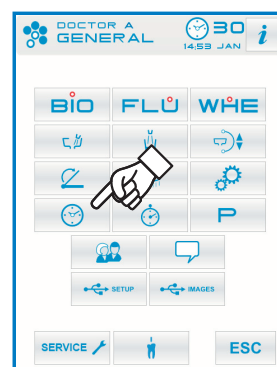 DOCTOR A
GENERAL
30
14:53 JAN
i
BIO FLU WHE
P
SETUP
IMAGES
SERVICE
ESC